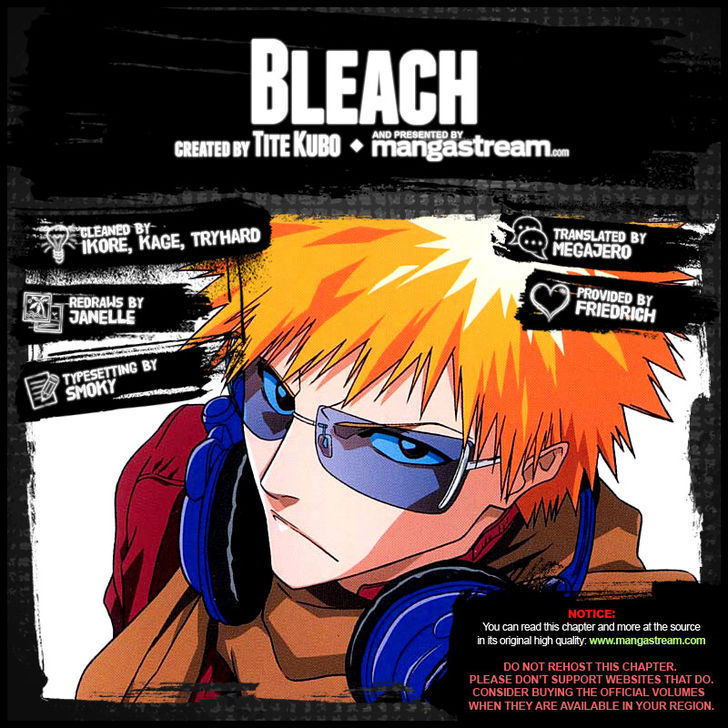 BLEACH
CREATED BY TITE KUBO ◆ AND PRESENTED BY mangastream.com
CLEANED BY
IKORE, KAGE, TRYHARD
REDRAWS BY
JANELLE
TYPESETTING BY
SMOKY
TRANSLATED BY
MEGAJERO
PROVIDED BY
FRIEDRICH
NOTICE:
You can read this chapter and more at the source
in its original high quality: www.mangastream.com
DO NOT REHOST THIS CHAPTER.
PLEASE DON'T SUPPORT WEBSITES THAT DO.
CONSIDER BUYING THE OFFICIAL VOLUMES
WHEN THEY ARE AVAILABLE IN YOUR REGION.